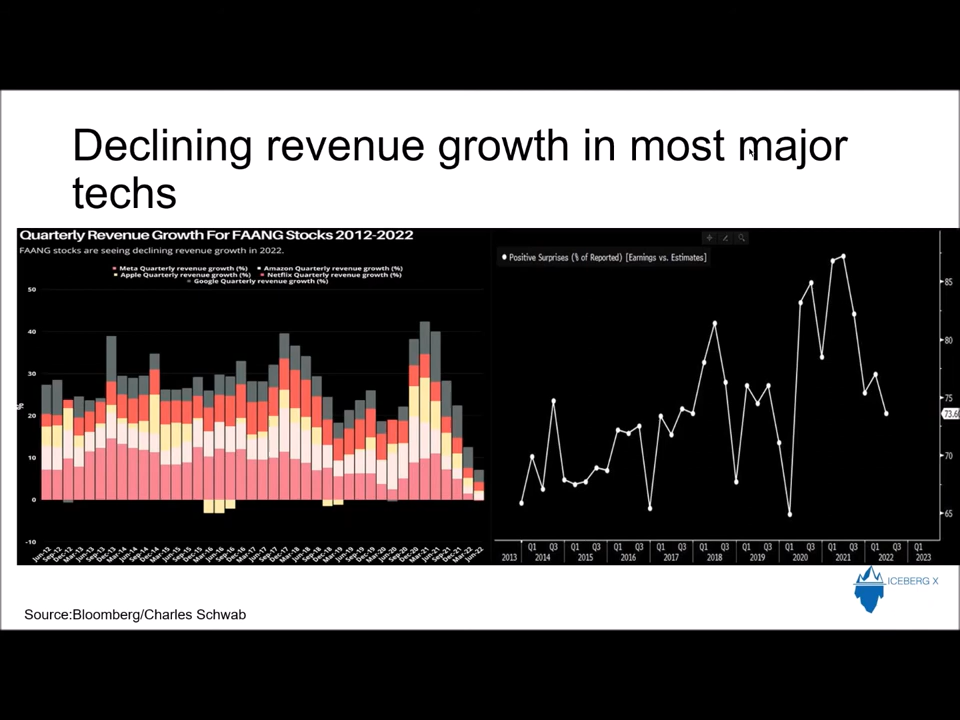 Declining revenue growth in most major
techs
Quarterly Revenue Growth For FAANG Stocks 2012-2022
FAANG stocks are seeing declining revenue growth in 2022.
Meta Quarterly revenue growth (%) Amazon Quarterly revenue growth (%)
Apple Quarterly revenue growth (%) Netflix Quarterly revenue growth (%)
Google Quarterly revenue growth (%)
50
40
30
20
10
0
-10
%
Positive Surprises (% of Reported) [Earnings vs. Estimates]
85
80
75
73.60
70
65
Q1 Q3 Q1 Q3 Q1 Q3 Q1 Q3 Q1 Q3 Q1 Q3 Q1 Q3 Q1 Q3 Q1 Q3 Q1
2013 2014 2015 2016 2017 2018 2019 2020 2021 2022 2023
ICEBERG X
Source:Bloomberg/Charles Schwab